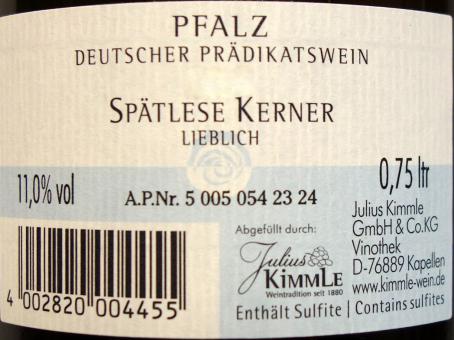 PFALZ
DEUTSCHER PRÄDIKATSWEIN
SPÄTLESE KERNER
LIEBLICH
11,0% vol
A.P.Nr. 5 005 054 23 24
0,75 ltr
Abgefüllt durch:
Julius
KIMMLE
Weintradition seit 1880
Julius Kimmle
GmbH & Co.KG
Vinothek
D-76889 Kapellen
www.kimmle-wein.de
4 002820 004455
Enthält Sulfite | Contains sulfites